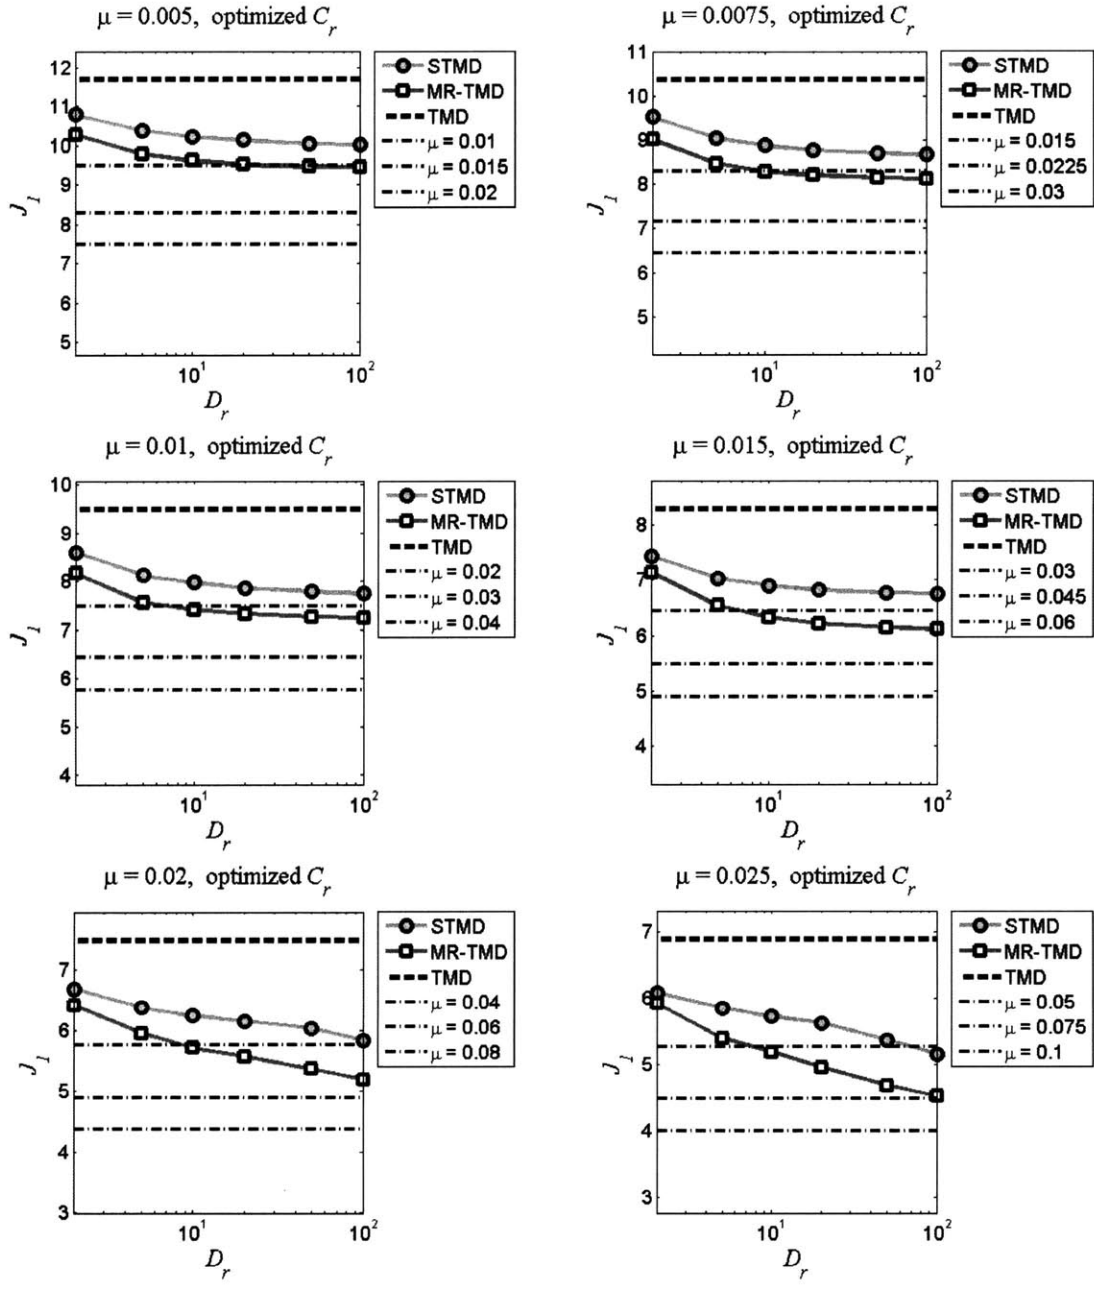 μ = 0.005, optimized C_r
12
11
10
9
8
7
6
5
J_1
10^1
10^2
D_r
STMD
MR-TMD
TMD
μ = 0.01
μ = 0.015
μ = 0.02
μ = 0.0075, optimized C_r
11
10
9
8
7
6
5
J_1
10^1
10^2
D_r
STMD
MR-TMD
TMD
μ = 0.015
μ = 0.0225
μ = 0.03
μ = 0.01, optimized C_r
10
9
8
7
6
5
4
J_1
10^1
10^2
D_r
STMD
MR-TMD
TMD
μ = 0.02
μ = 0.03
μ = 0.04
μ = 0.015, optimized C_r
8
7
6
5
4
J_1
10^1
10^2
D_r
STMD
MR-TMD
TMD
μ = 0.03
μ = 0.045
μ = 0.06
μ = 0.02, optimized C_r
7
6
5
4
3
J_1
10^1
10^2
D_r
STMD
MR-TMD
TMD
μ = 0.04
μ = 0.06
μ = 0.08
μ = 0.025, optimized C_r
7
6
5
4
3
J_1
10^1
10^2
D_r
STMD
MR-TMD
TMD
μ = 0.05
μ = 0.075
μ = 0.1